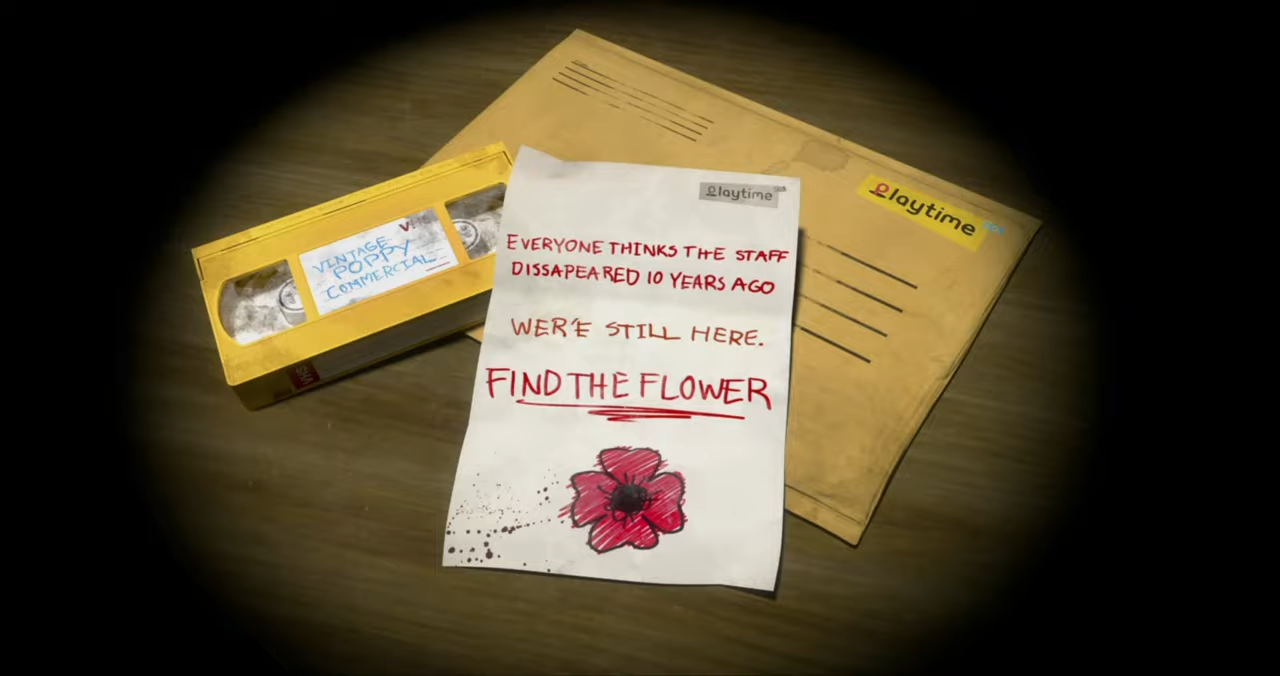 VINTAGE
POPPY
COMMERCIAL
VHS
Playtime
EVERYONE THINKS THE STAFF
DISSAPEARED 10 YEARS AGO
WER'E STILL HERE.
FIND THE FLOWER
Playtime